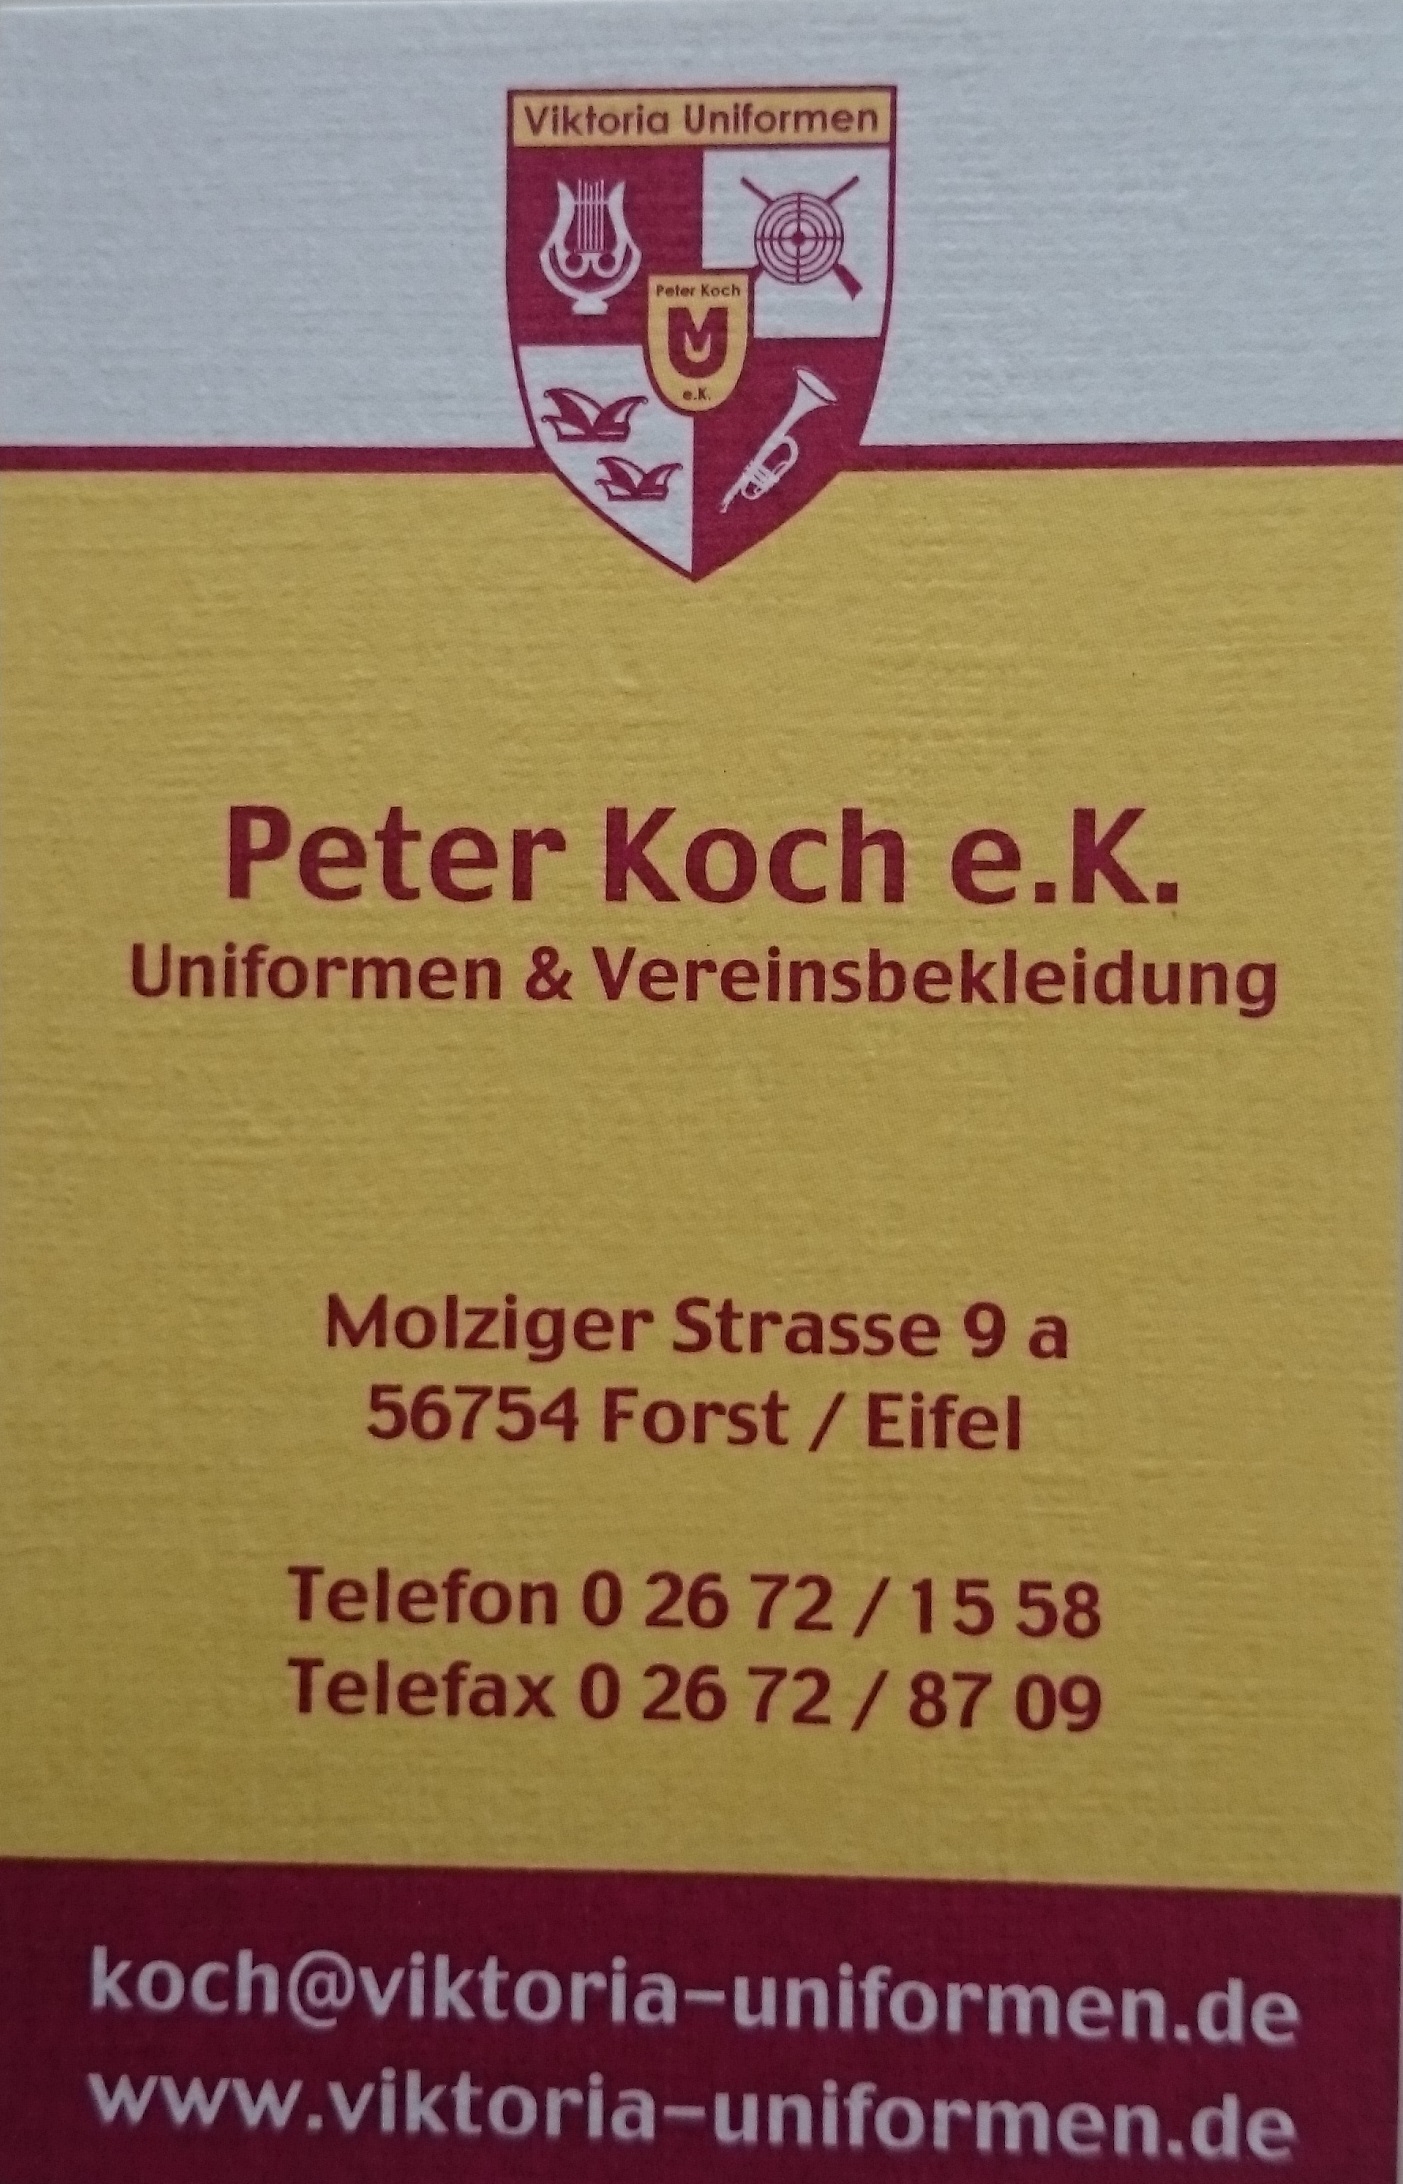 Viktoria Uniformen
Peter Koch
MU
e.K.
Peter Koch e.K.
Uniformen & Vereinsbekleidung
Molziger Strasse 9 a
56754 Forst / Eifel
Telefon 0 26 72 / 15 58
Telefax 0 26 72 / 87 09
koch@viktoria-uniformen.de
www.viktoria-uniformen.de